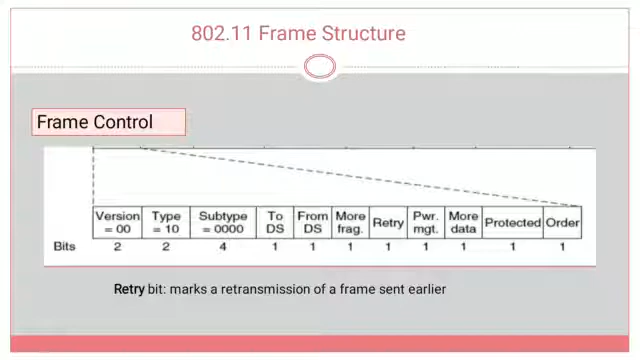 802.11 Frame Structure
Frame Control
Version = 00 Type = 10 Subtype = 0000 To DS From DS More frag. Retry Pwr. mgt. More data Protected Order
Bits 2 2 4 1 1 1 1 1 1 1 1
Retry bit: marks a retransmission of a frame sent earlier